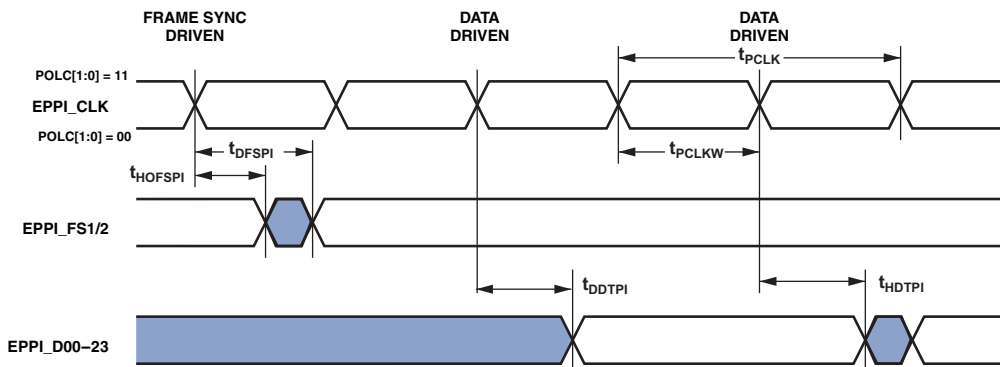 FRAME SYNC
DRIVEN
DATA
DRIVEN
DATA
DRIVEN
tPCLK
POLC[1:0] = 11
EPPI_CLK
POLC[1:0] = 00
tDFSPI
tPCLKW
tHOFSPI
EPPI_FS1/2
tDDTPI
tHDTPI
EPPI_D00–23